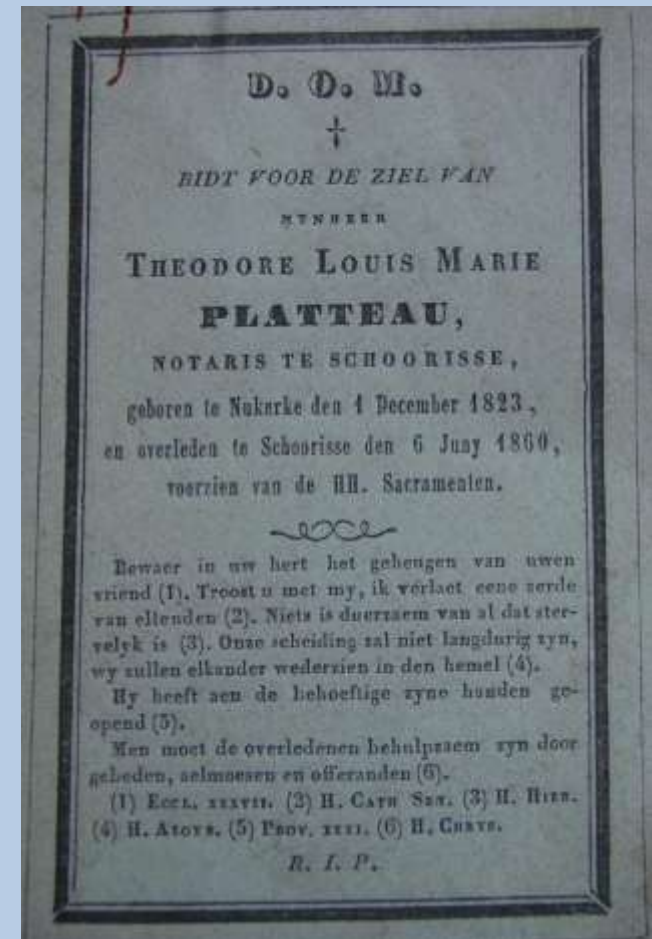 D. O. M.
BIDT VOOR DE ZIEL VAN
MYNHEER
THEODORE LOUIS MARIE
PLATTEAU,
NOTARIS TE SCHOORISSE,
geboren te Nukerke den 1 December 1823,
en overleden te Schoorisse den 6 Juny 1860,
voorzien van de HH. Sacramenten.
Bewaer in uw hert het geheugen van uwen
vriend (1). Troost u met my, ik verlaet eene aerde
van ellenden (2). Niets is duerzaem van al dat ster-
velyk is (3). Onze scheiding zal niet langdurig zyn,
wy zullen elkander wederzien in den hemel (4).
Hy heeft aen de behoeftige zyne handen ge-
opend (5).
Men moet de overledenen behulpzaem zyn door
gebeden, aelmoesen en offeranden (6).
(1) ECCL. XXXVII. (2) H. CATH SEN. (3) H. HIER.
(4) H. (5) PROV. XXXI. (6) H. CHRYS.
R. I. P.